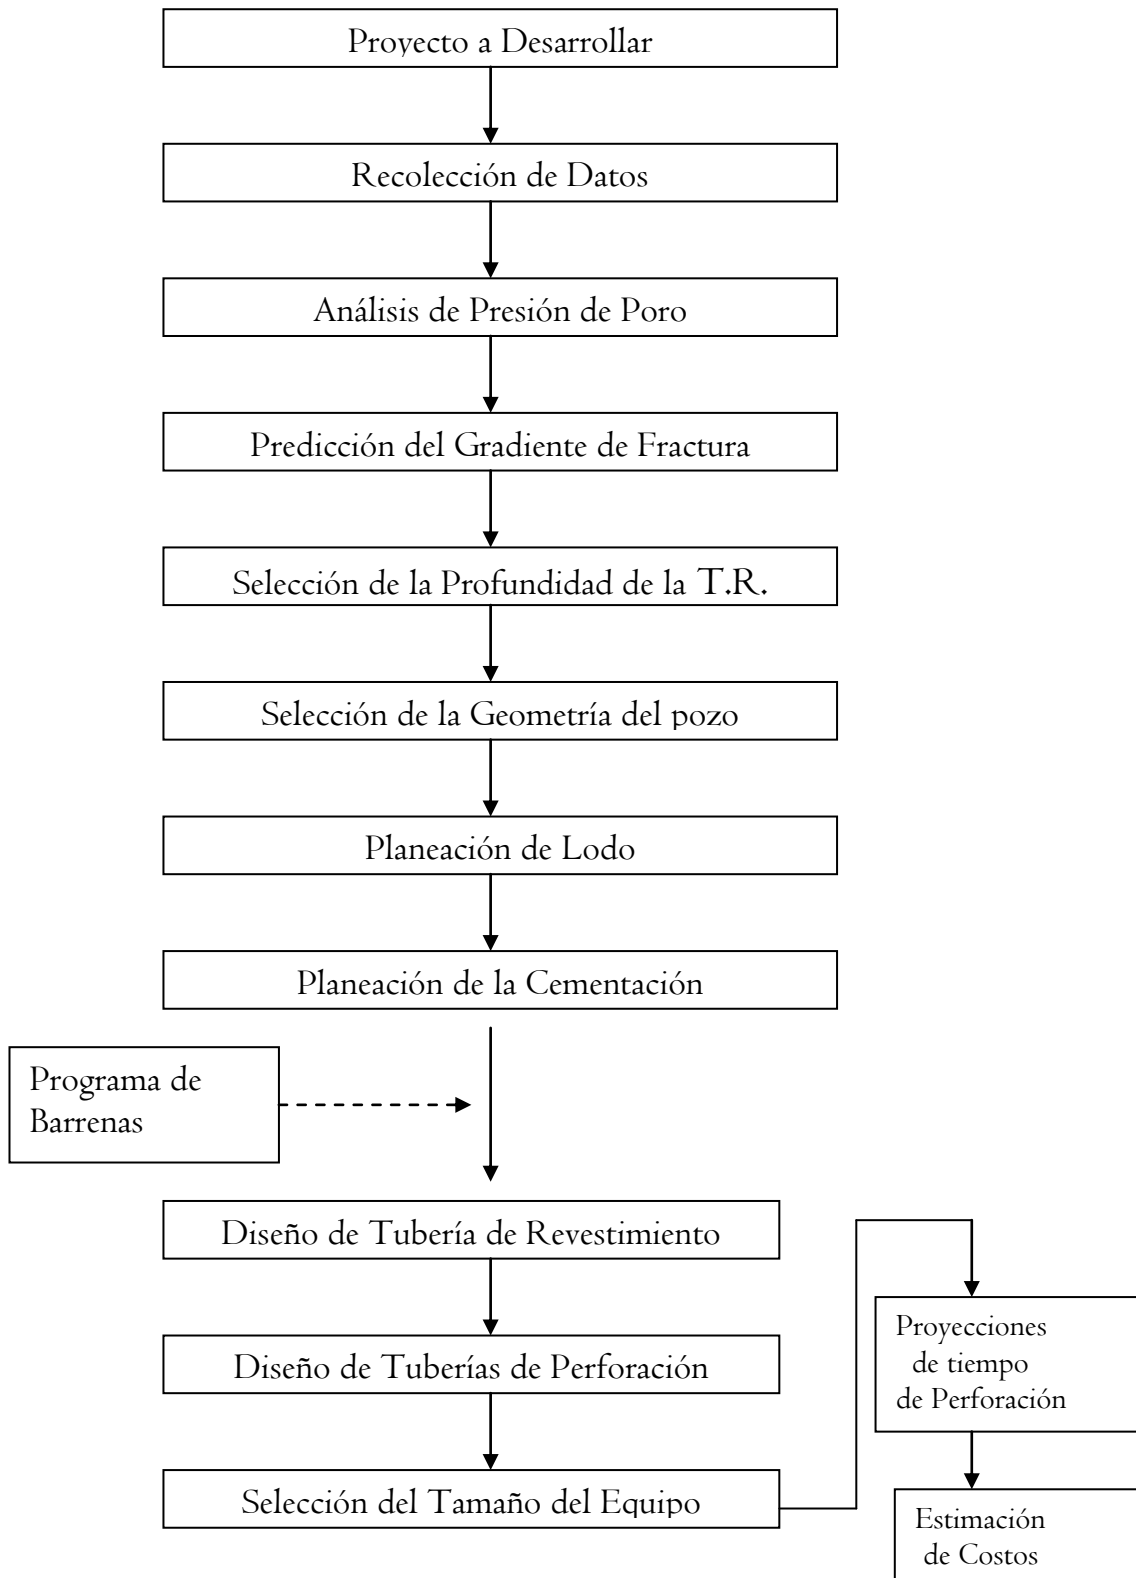 Proyecto a Desarrollar
Recolección de Datos
Análisis de Presión de Poro
Predicción del Gradiente de Fractura
Selección de la Profundidad de la T.R.
Selección de la Geometría del pozo
Planeación de Lodo
Planeación de la Cementación
Programa de
Barrenas
Diseño de Tubería de Revestimiento
Diseño de Tuberías de Perforación
Selección del Tamaño del Equipo
Proyecciones
de tiempo
de Perforación
Estimación
de Costos